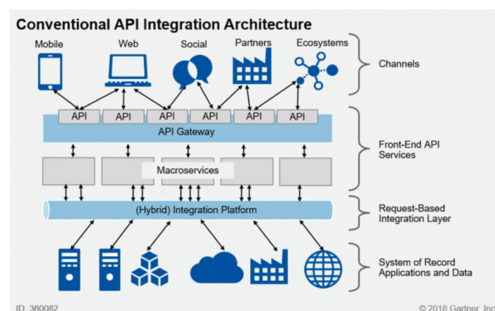 Conventional API Integration Architecture
Mobile
Web
Social
Partners
Ecosystems
Channels
API
API
API
API
API
API
API Gateway
Front-End API
Services
Macroservices
(Hybrid) Integration Platform
Request-Based
Integration Layer
System of Record
Applications and Data
ID: 360082
© 2018 Gartner, Inc